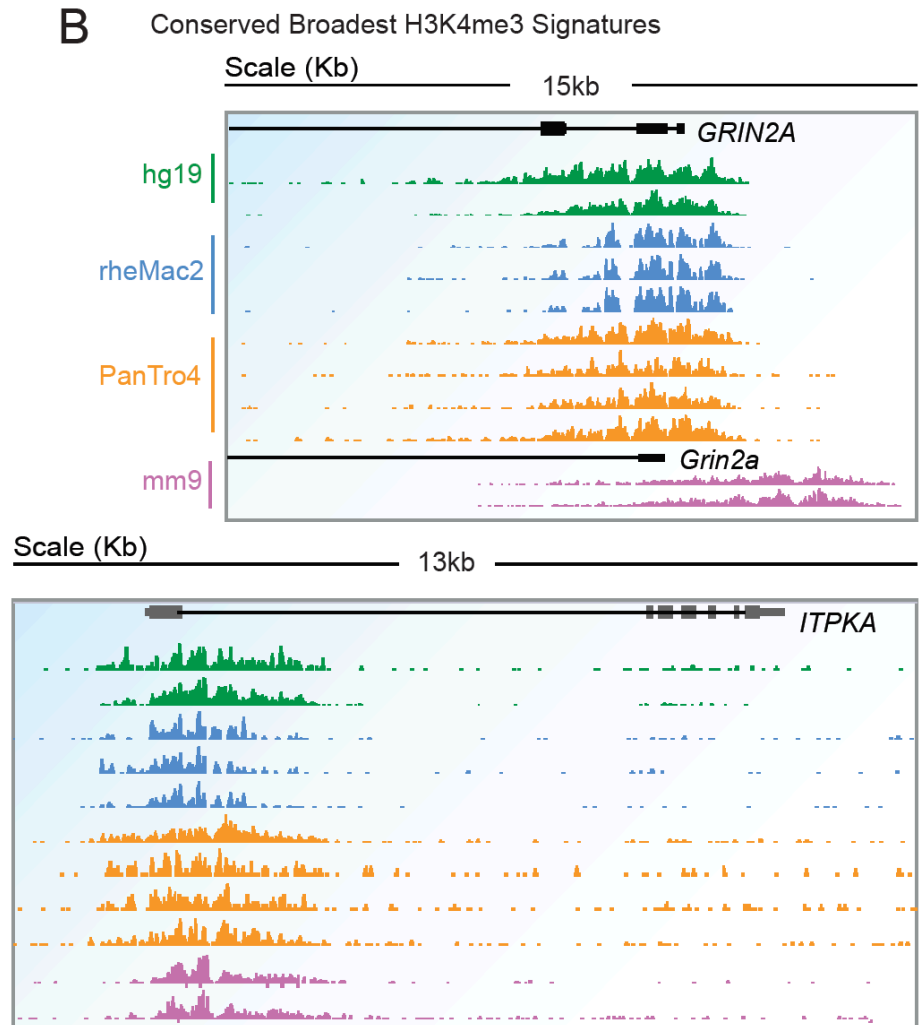 B Conserved Broadest H3K4me3 Signatures
Scale (Kb)
15kb
GRIN2A
hg19
rheMac2
PanTro4
Grin2a
mm9
Scale (Kb)
13kb
ITPKA